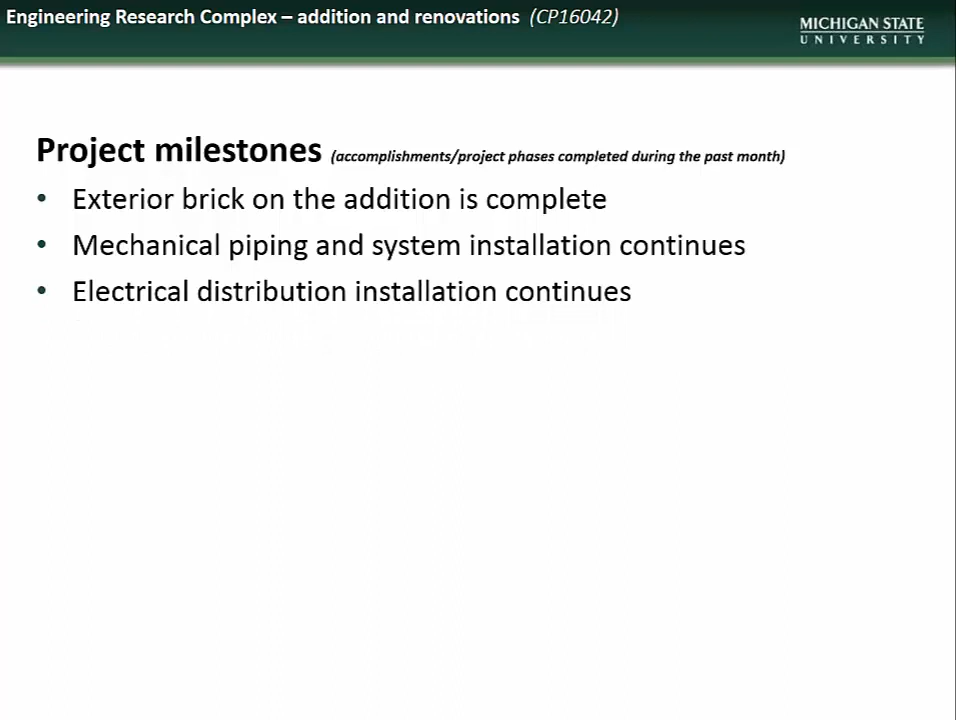 Engineering Research Complex – addition and renovations (CP16042)
MICHIGAN STATE
UNIVERSITY
Project milestones (accomplishments/project phases completed during the past month)
• Exterior brick on the addition is complete
• Mechanical piping and system installation continues
• Electrical distribution installation continues